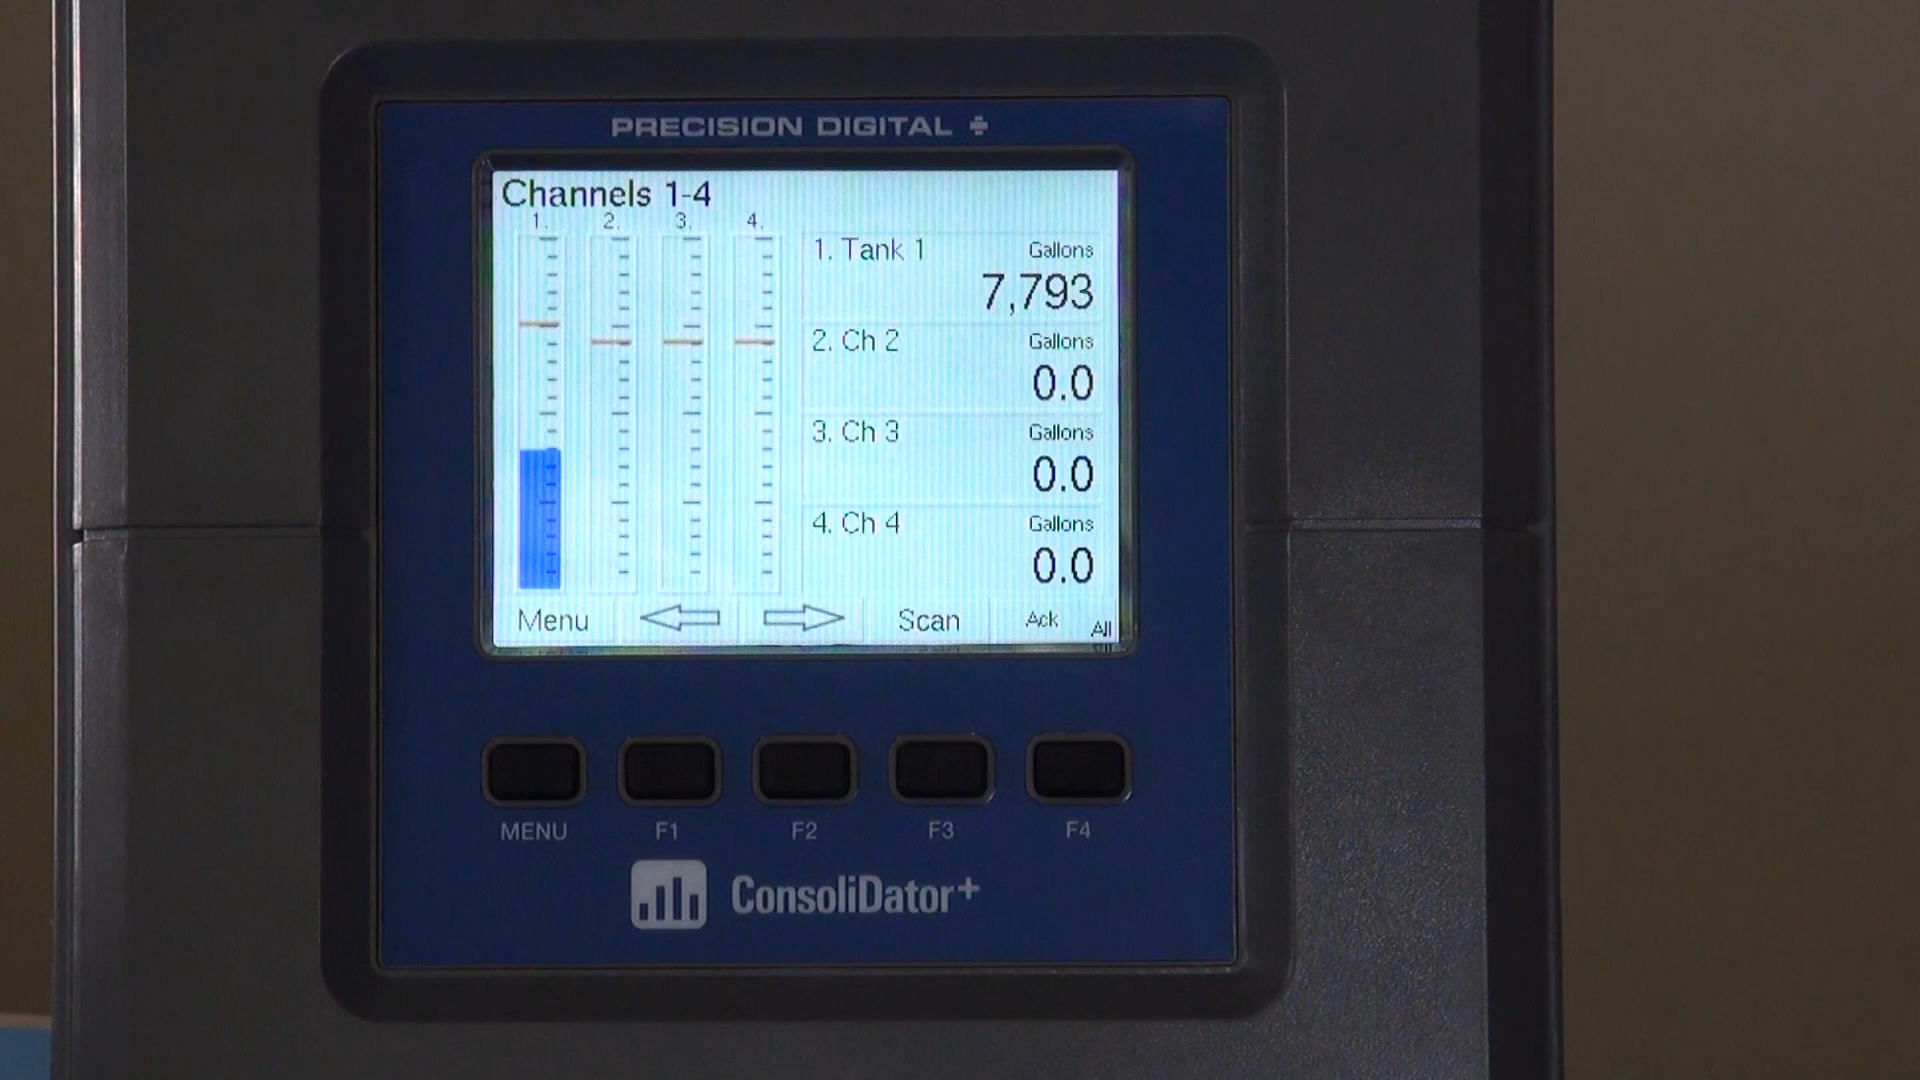 PRECISION DIGITAL
Channels 1-4
1. 2. 3. 4.
1. Tank 1 Gallons
7,793
2. Ch 2 Gallons
0.0
3. Ch 3 Gallons
0.0
4. Ch 4 Gallons
0.0
Menu Scan Ack All
MENU F1 F2 F3 F4
ConsoliDator+